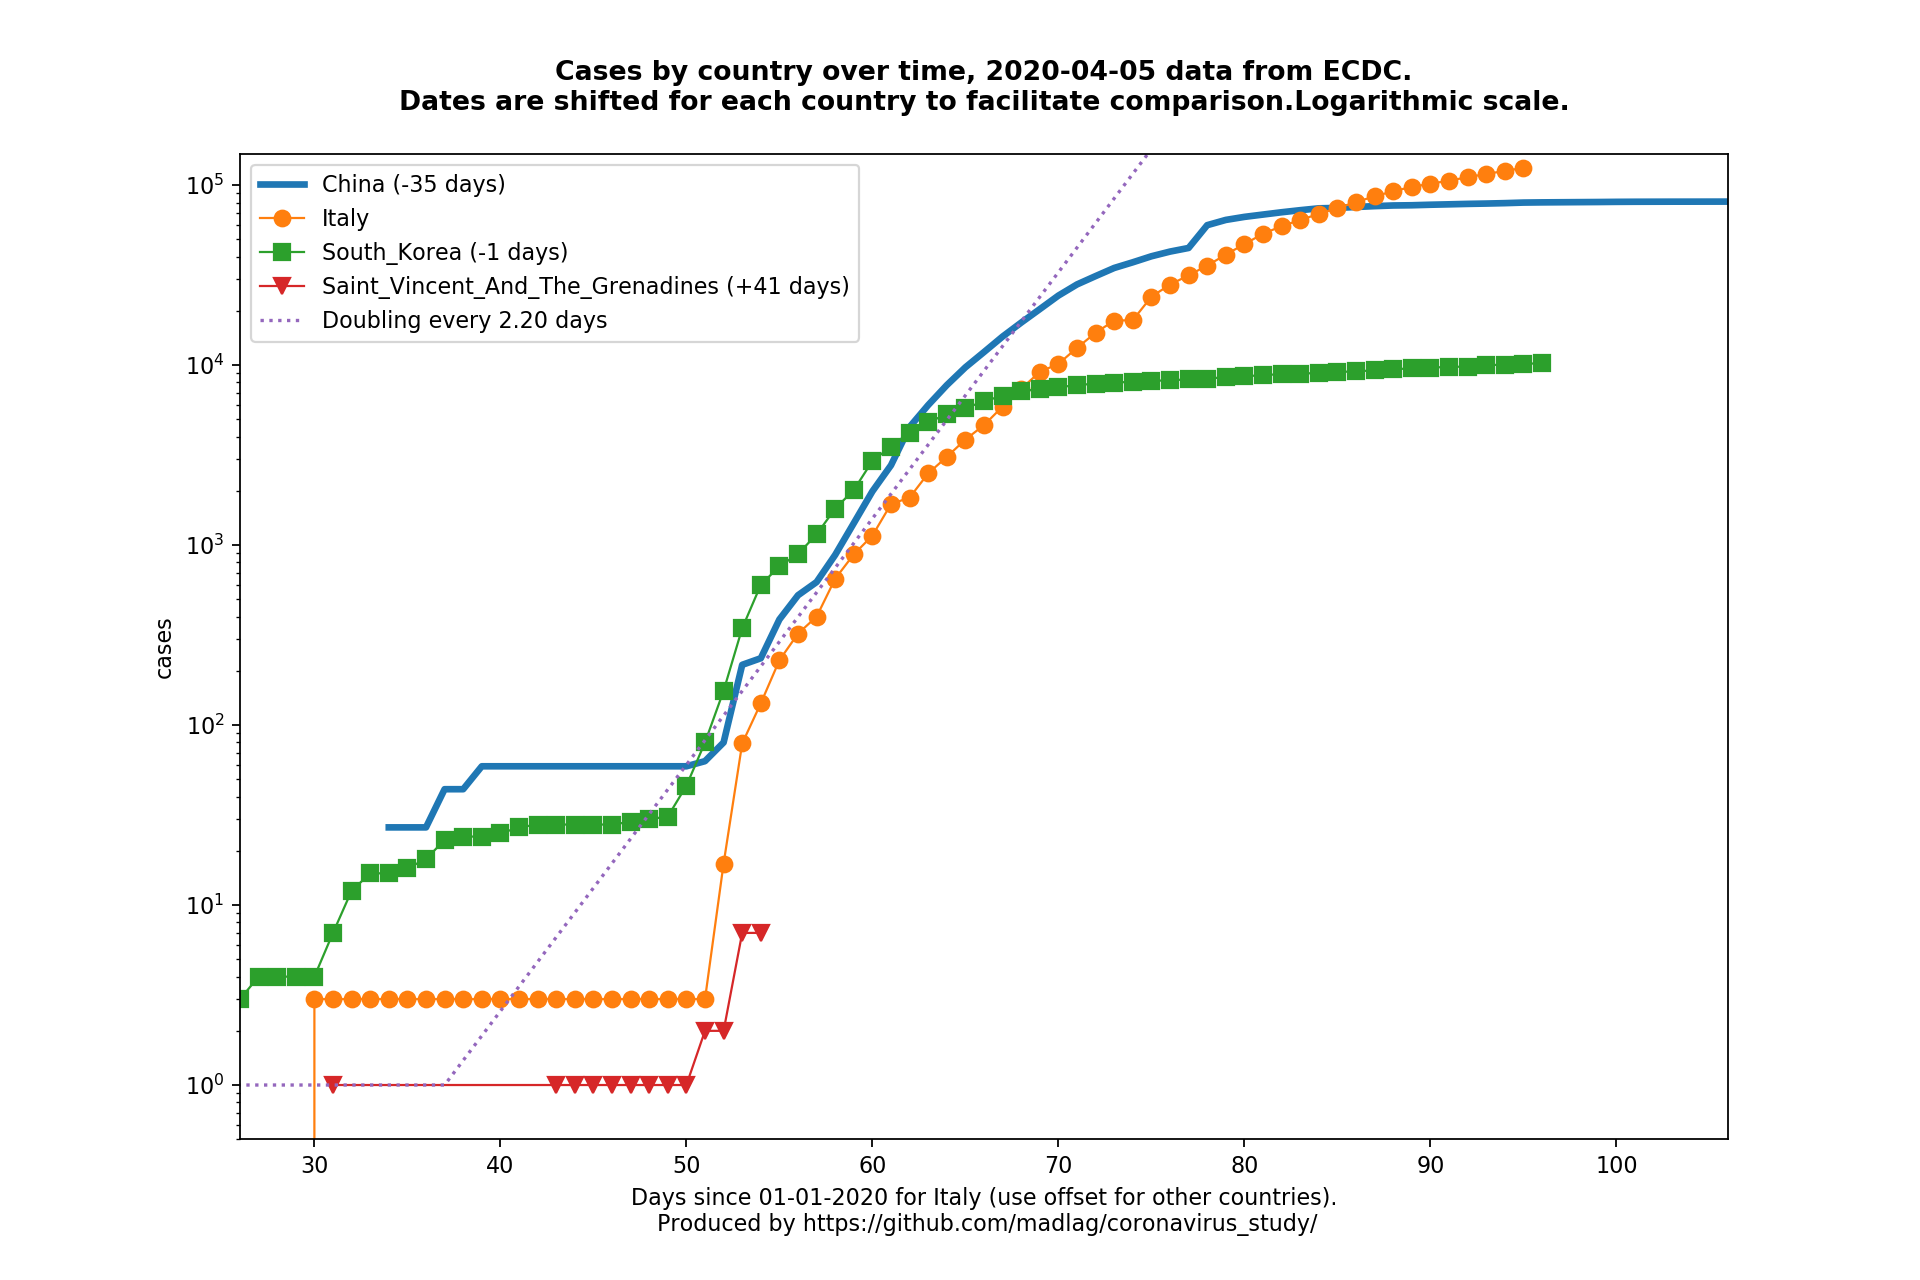 Cases by country over time, 2020-04-05 data from ECDC.
Dates are shifted for each country to facilitate comparison.Logarithmic scale.
China (-35 days)
Italy
South_Korea (-1 days)
Saint_Vincent_And_The_Grenadines (+41 days)
Doubling every 2.20 days
10^5
10^4
10^3
10^2
10^1
10^0
cases
30 40 50 60 70 80 90 100
Days since 01-01-2020 for Italy (use offset for other countries).
Produced by https://github.com/madlag/coronavirus_study/